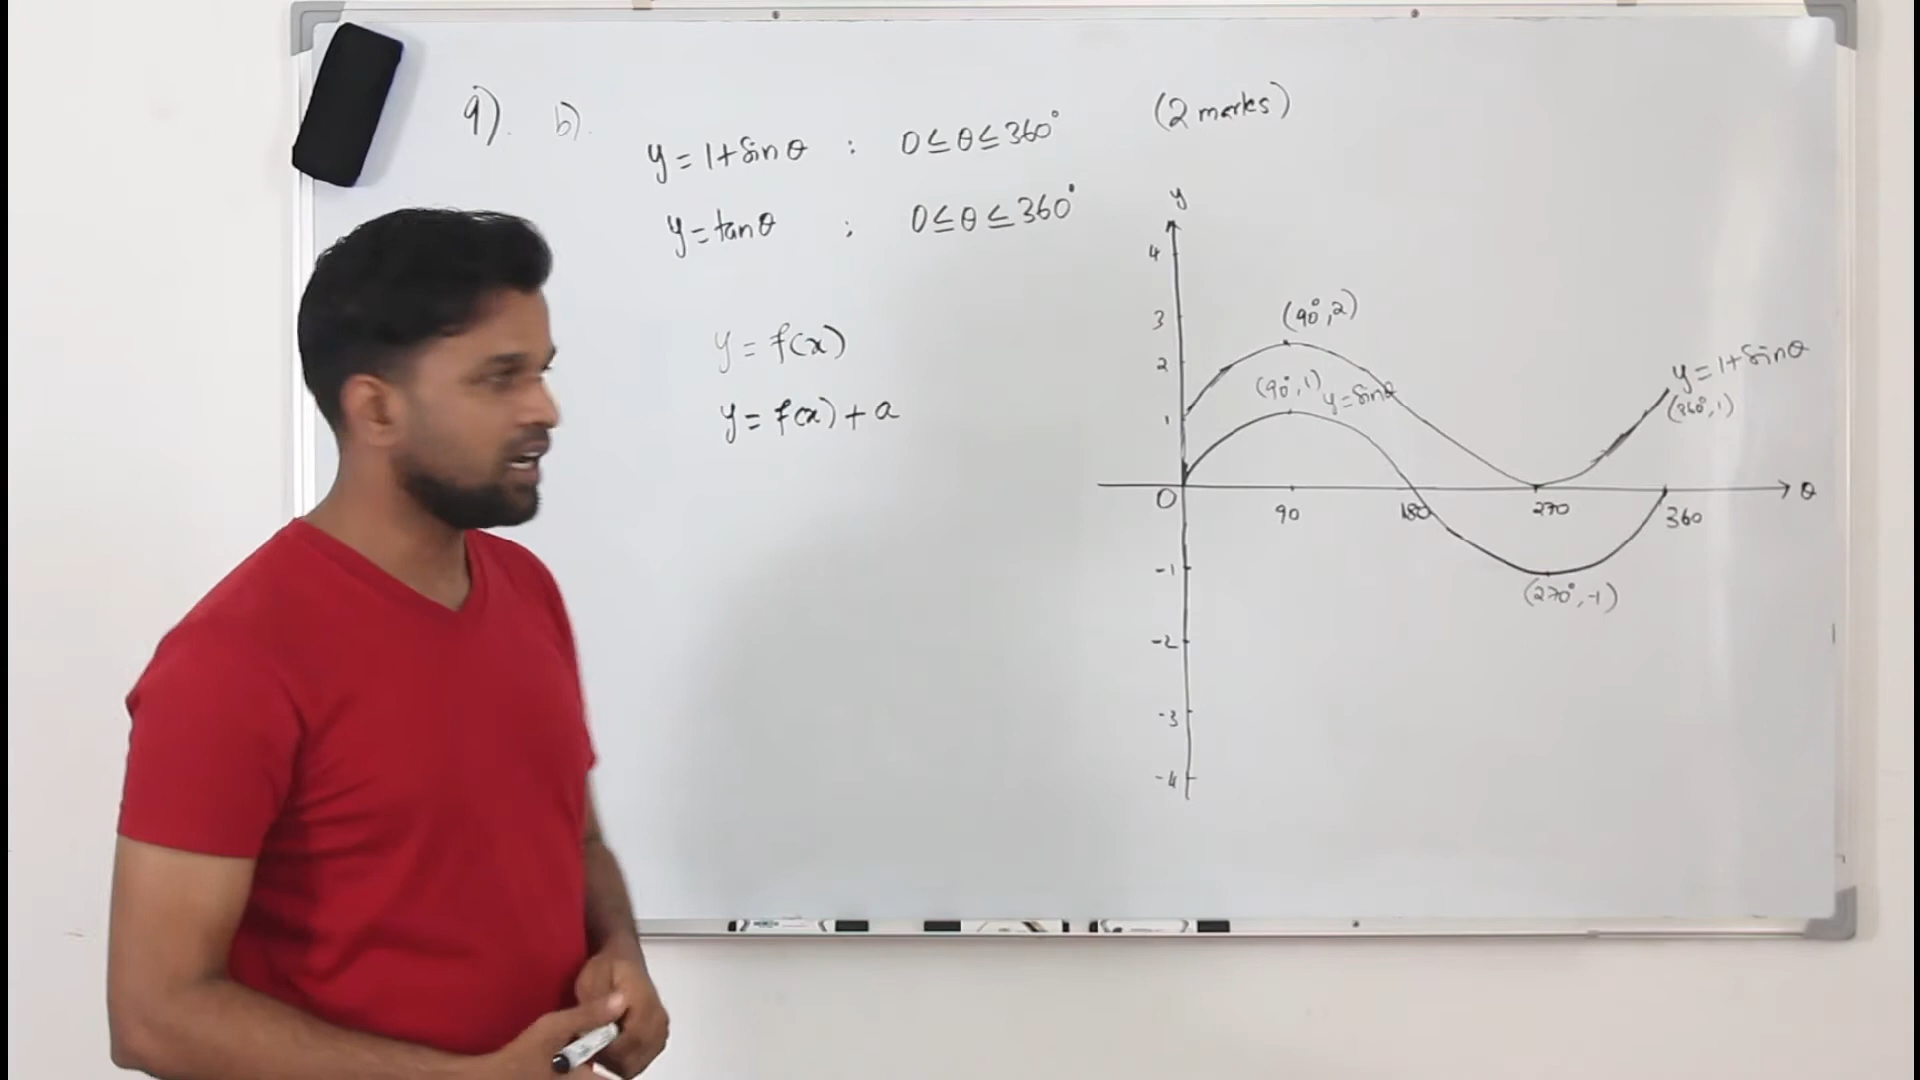 9). b). (2 marks)
y = 1+sinθ : 0≤θ≤360°
y=tanθ ; 0≤θ≤360°
y = f(x)
y = f(x) + a
y
4
3
2
1
0
-1
-2
-3
-4
(90°,2)
(90°,1) y=sinθ
y=1+sinθ
(360°,1)
90
180
270
360
θ
(270°,-1)